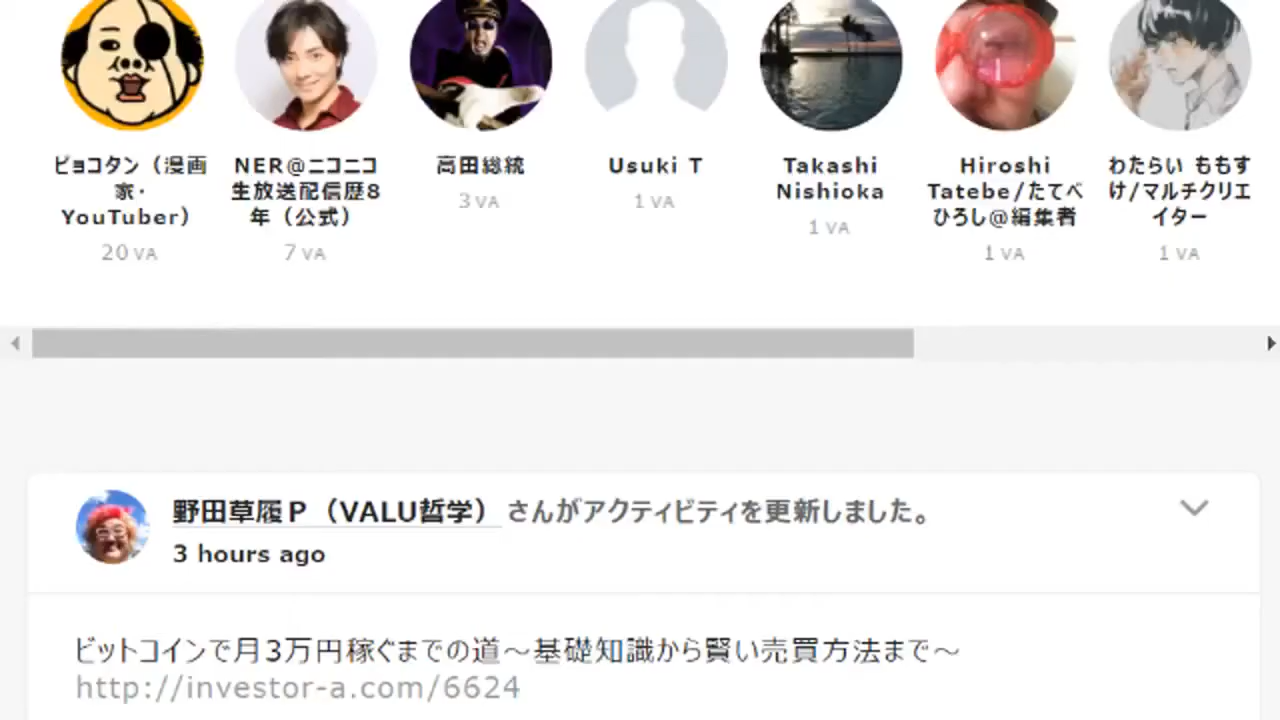 ピョコタン（漫画
家・
YouTuber）
20 VA
NER@ニコニコ
生放送配信歴8
年（公式）
7 VA
高田総統
3 VA
Usuki T
1 VA
Takashi
Nishioka
1 VA
Hiroshi
Tatebe/たてべ
ひろし@編集者
1 VA
わたらい ももす
け/マルチクリエ
イター
1 VA
野田草履P（VALU哲学） さんがアクティビティを更新しました。
3 hours ago
ビットコインで月3万円稼ぐまでの道〜基礎知識から賢い売買方法まで〜
http://investor-a.com/6624